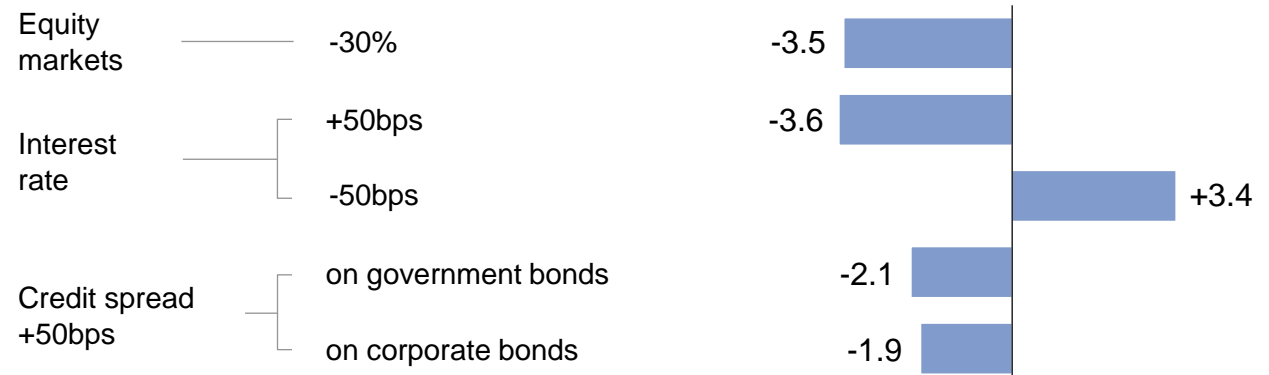 Equity
markets
-30%
-3.5
Interest
rate
+50bps
-3.6
-50bps
+3.4
Credit spread
+50bps
on government bonds
-2.1
on corporate bonds
-1.9